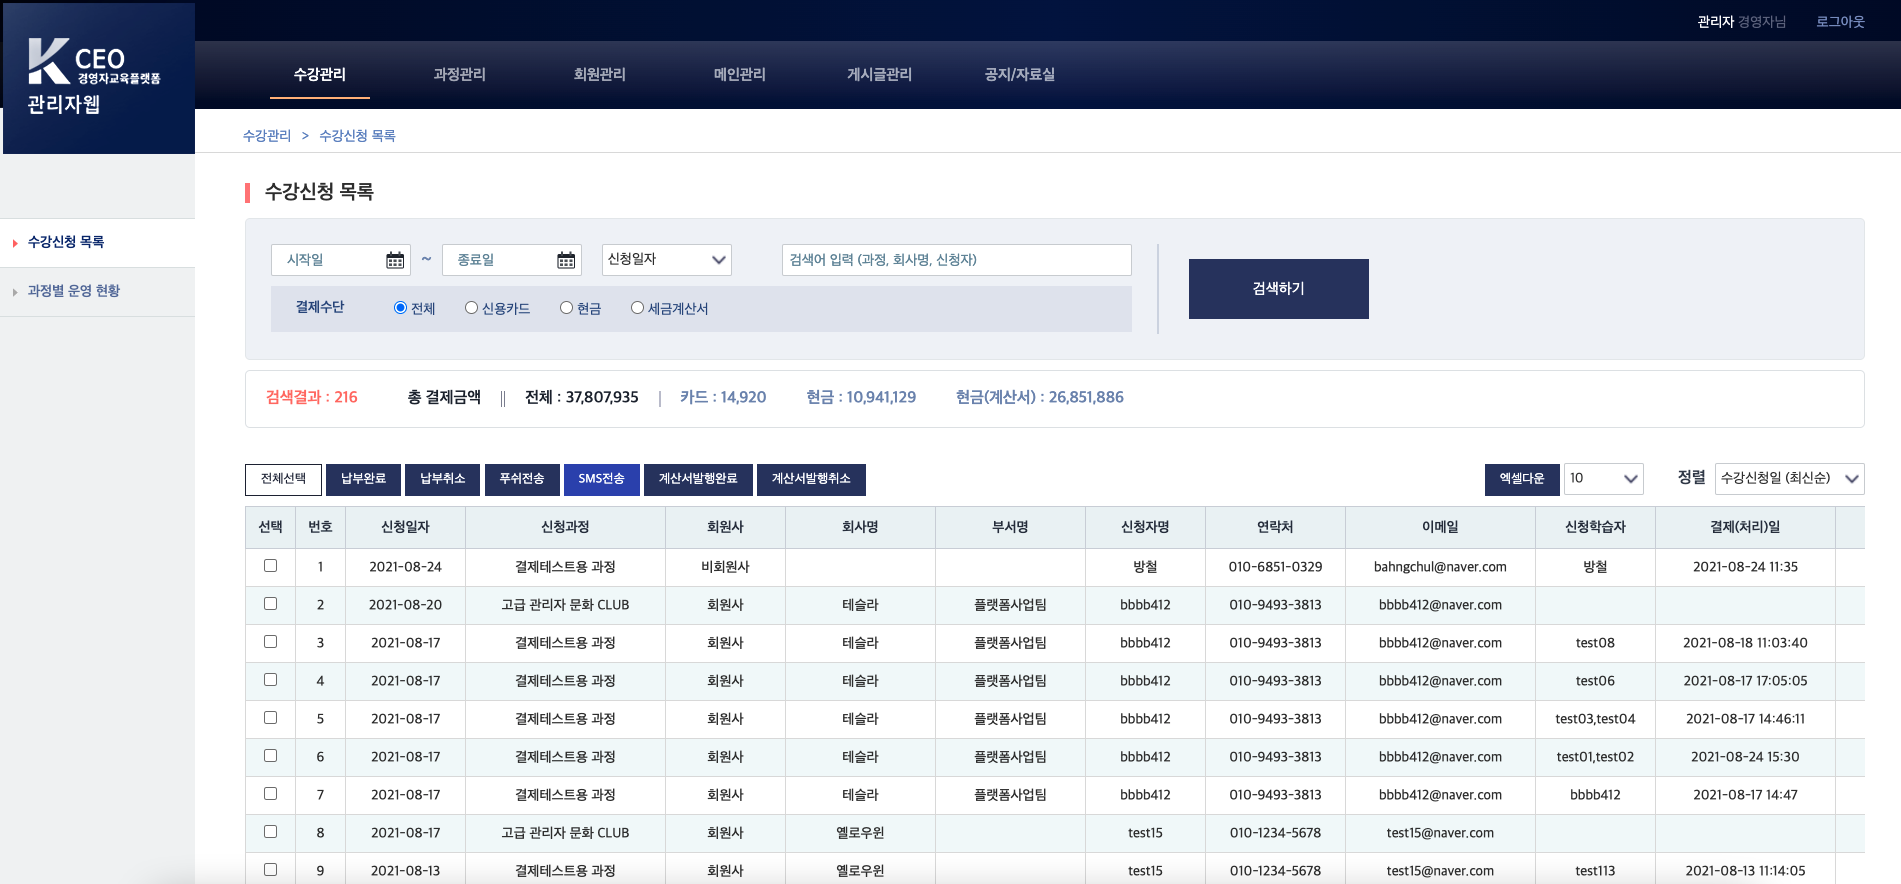 관리자 경영자님 로그아웃
K CEO
경영자교육플랫폼
관리자웹
수강관리 과정관리 회원관리 메인관리 게시글관리 공지/자료실
수강관리 > 수강신청 목록
수강신청 목록
과정별 운영 현황
수강신청 목록
시작일 ~ 종료일 신청일자 검색어 입력 (과정, 회사명, 신청자)
결제수단 전체 신용카드 현금 세금계산서
검색하기
검색결과 : 216 총 결제금액 || 전체 : 37,807,935 | 카드 : 14,920 현금 : 10,941,129 현금(계산서) : 26,851,886
전체선택 납부완료 납부취소 푸쉬전송 SMS전송 계산서발행완료 계산서발행취소 엑셀다운 10 정렬 수강신청일 (최신순)
선택 번호 신청일자 신청과정 회원사 회사명 부서명 신청자명 연락처 이메일 신청학습자 결제(처리)일
1 2021-08-24 결제테스트용 과정 비회원사 방철 010-6851-0329 bahngchul@naver.com 방철 2021-08-24 11:35
2 2021-08-20 고급 관리자 문화 CLUB 회원사 테슬라 플랫폼사업팀 bbbb412 010-9493-3813 bbbb412@naver.com
3 2021-08-17 결제테스트용 과정 회원사 테슬라 플랫폼사업팀 bbbb412 010-9493-3813 bbbb412@naver.com test08 2021-08-18 11:03:40
4 2021-08-17 결제테스트용 과정 회원사 테슬라 플랫폼사업팀 bbbb412 010-9493-3813 bbbb412@naver.com test06 2021-08-17 17:05:05
5 2021-08-17 결제테스트용 과정 회원사 테슬라 플랫폼사업팀 bbbb412 010-9493-3813 bbbb412@naver.com test03,test04 2021-08-17 14:46:11
6 2021-08-17 결제테스트용 과정 회원사 테슬라 플랫폼사업팀 bbbb412 010-9493-3813 bbbb412@naver.com test01,test02 2021-08-24 15:30
7 2021-08-17 결제테스트용 과정 회원사 테슬라 플랫폼사업팀 bbbb412 010-9493-3813 bbbb412@naver.com bbbb412 2021-08-17 14:47
8 2021-08-17 고급 관리자 문화 CLUB 회원사 옐로우윈 test15 010-1234-5678 test15@naver.com
9 2021-08-13 결제테스트용 과정 회원사 옐로우윈 test15 010-1234-5678 test15@naver.com test113 2021-08-13 11:14:05